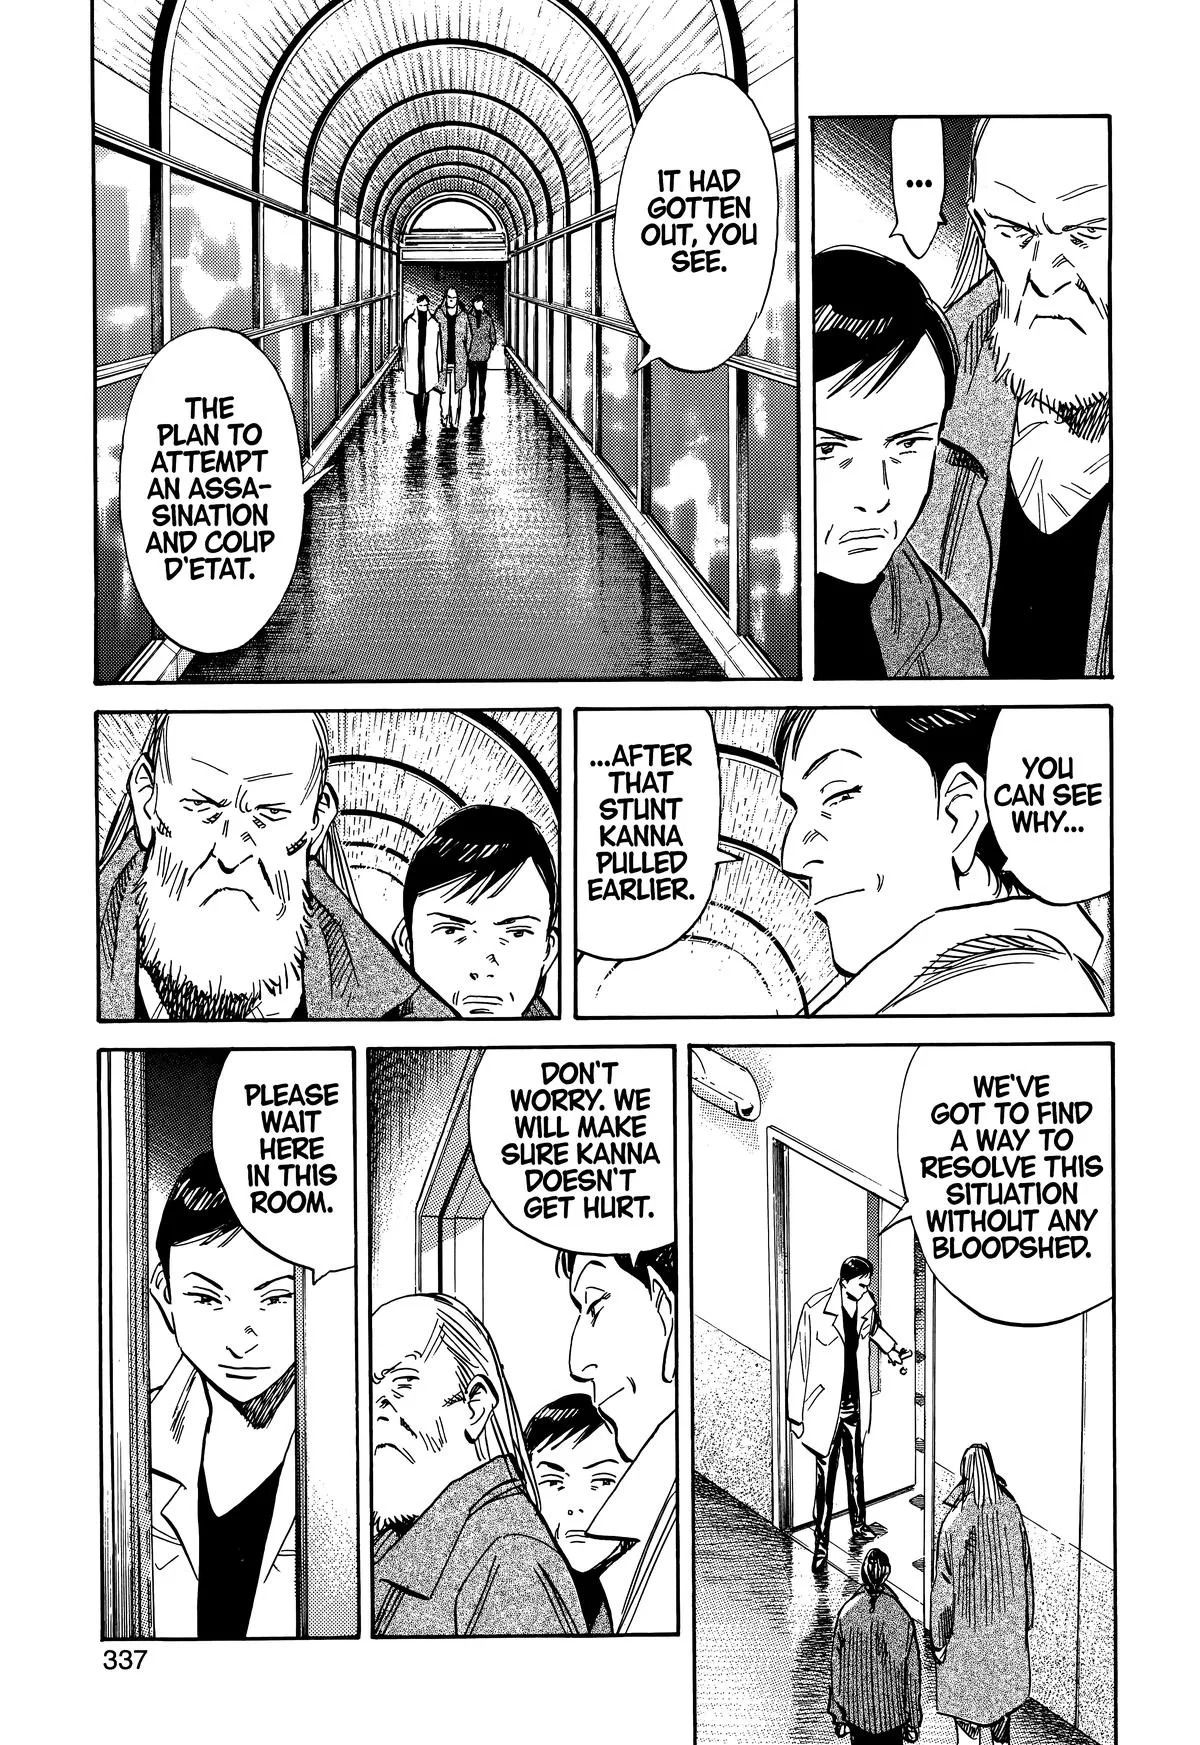 ...
IT HAD
GOTTEN
OUT, YOU
SEE.
THE
PLAN TO
ATTEMPT
AN ASSA-
SINATION
AND COUP
D'ETAT.
YOU
CAN SEE
WHY...
...AFTER
THAT
STUNT
KANNA
PULLED
EARLIER.
WE'VE
GOT TO FIND
A WAY TO
RESOLVE THIS
SITUATION
WITHOUT ANY
BLOODSHED.
DON'T
WORRY. WE
WILL MAKE
SURE KANNA
DOESN'T
GET HURT.
PLEASE
WAIT
HERE
IN THIS
ROOM.
337